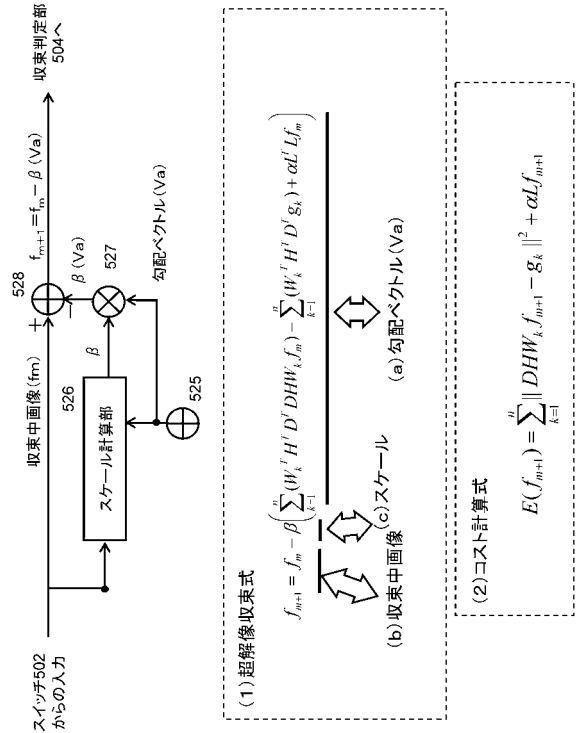 スイッチ502
からの入力
収束中画像(fm)
+
528
f_{m+1}=f_m－β(Va)
収束判定部
504へ
－
β(Va)
526
スケール計算部
β
527
勾配ベクトル(Va)
525
(1)超解像収束式
f_{m+1} = f_m - β( \sum_{k-1}^{n} (W_k^T H^T D^T DHW_k f_m) - \sum_{k-1}^{n} (W_k^T H^T D^T g_k) + αL^t Lf_m )
(b)収束中画像
(c)スケール
(a)勾配ベクトル(Va)
(2)コスト計算式
E(f_{m+1}) = \sum_{k=1}^{n} || DHW_k f_{m+1} - g_k ||^2 + αLf_{m+1}